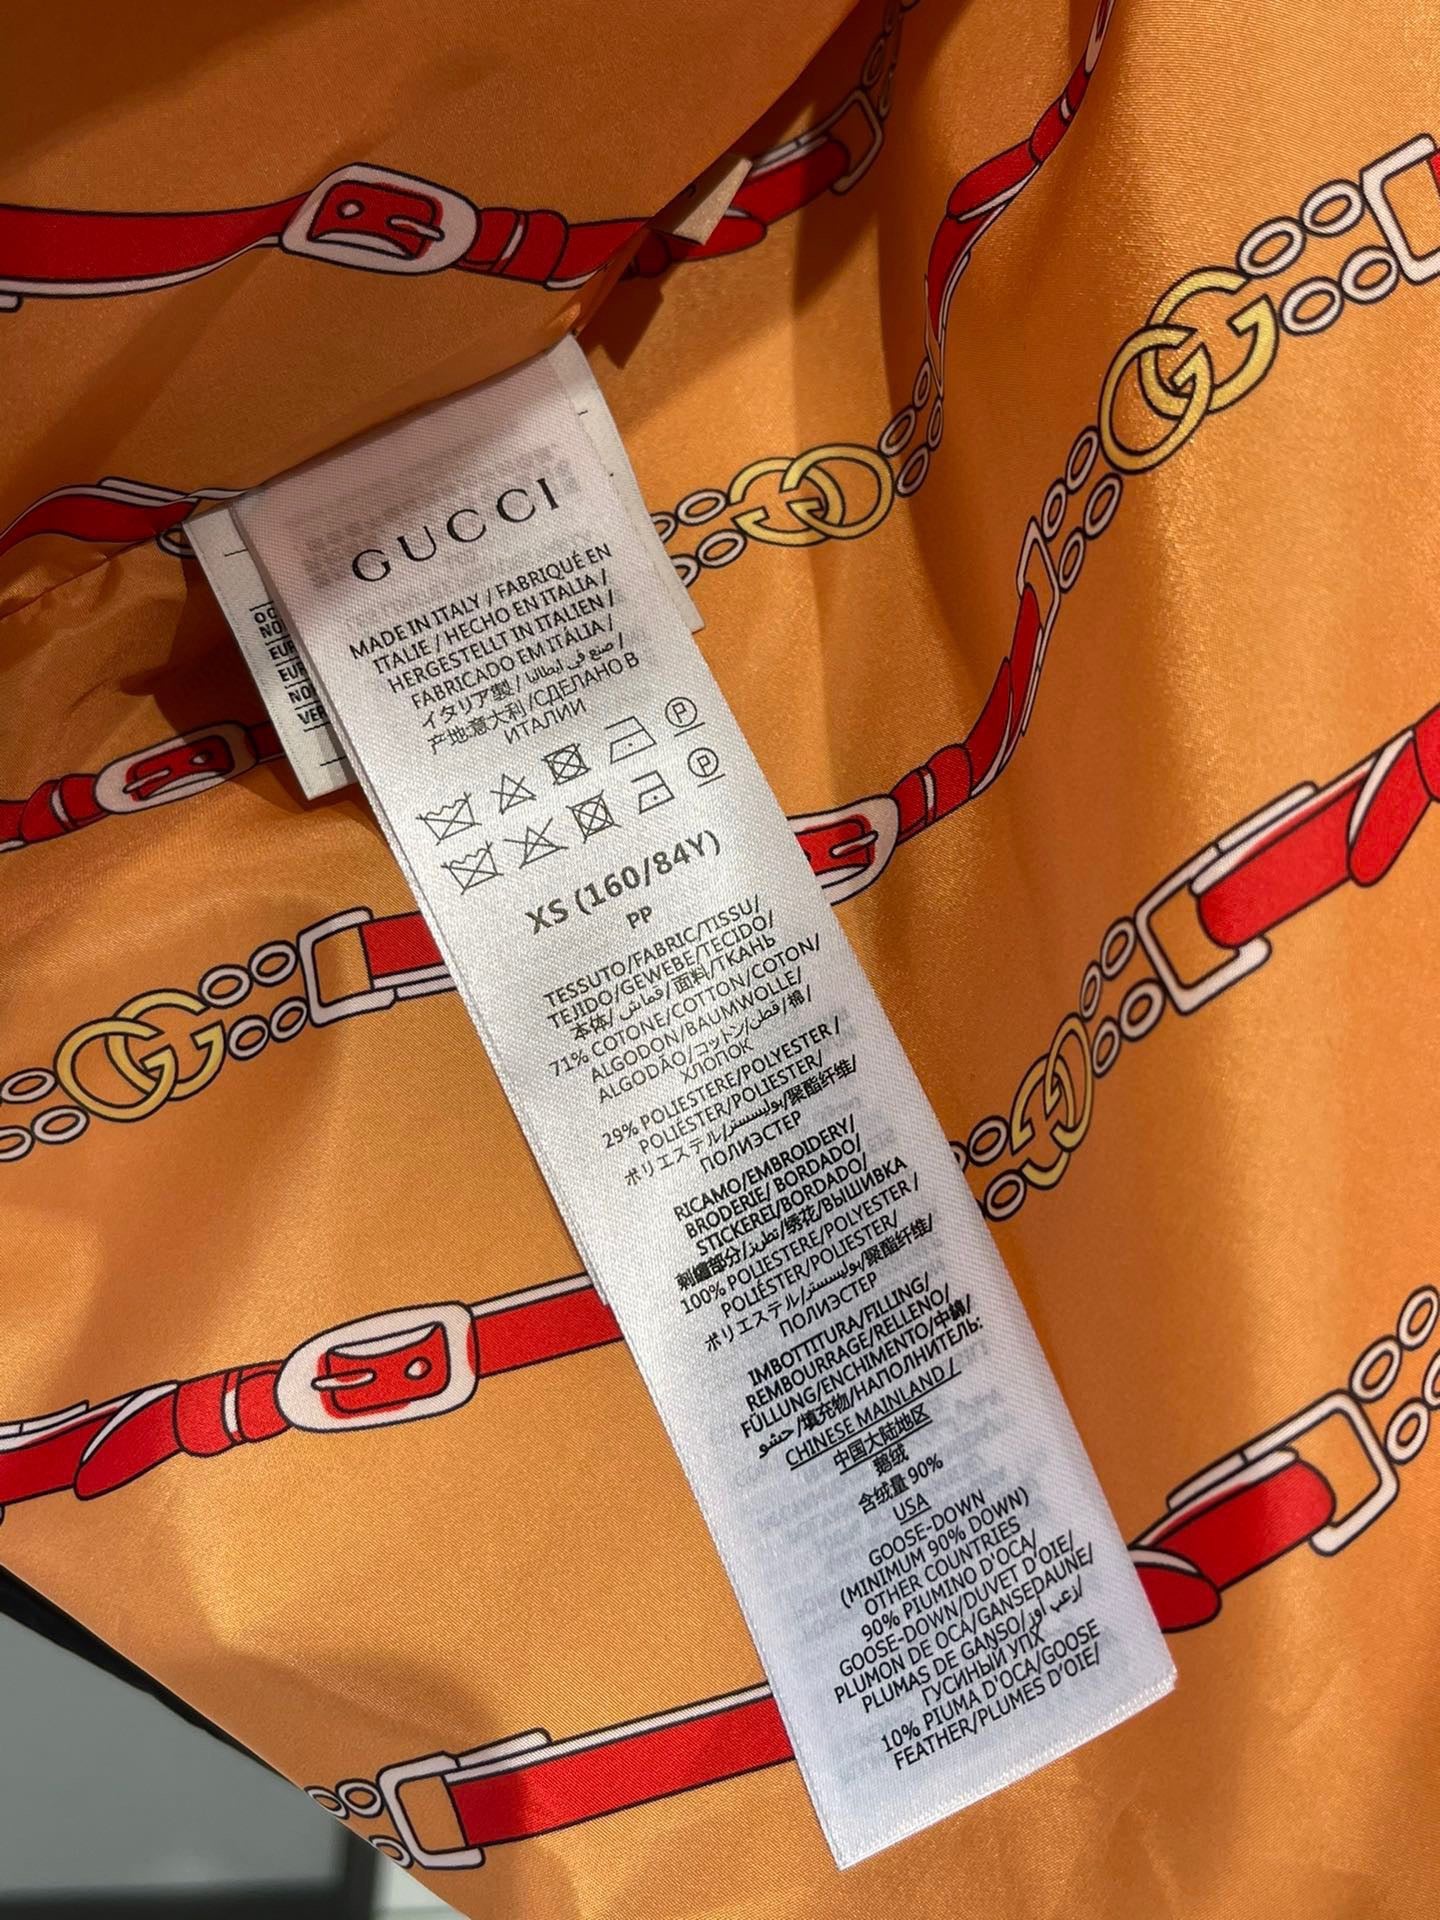 GUCCI
MADE IN ITALY / FABRIQUÉ EN
ITALIE / HECHO EN ITALIA /
HERGESTELLT IN ITALIEN /
FABRICADO EM ITÁLIA /
イタリア製 / صنع في ايطاليا /
产地:意大利 /СДЕЛАНО В
ИТАЛИИ
P
P
XS (160/84Y)
PP
TESSUTO/FABRIC/TISSU/
TEJIDO/GEWEBE/TECIDO/
本体/ قماش/ 面料/ТКАНЬ
71% COTONE/COTTON/COTON/
ALGODON/BAUMWOLLE/
ALGODÃO/コットン/قطن/棉/
ХЛОПОК
29% POLIESTERE/POLYESTER /
POLIÉSTER/POLIESTER/
ポリエステル/بوليستر/聚酯纤维/
ПОЛИЭСТЕР
RICAMO/EMBROIDERY/
BRODERIE/ BORDADO/
STICKEREI/BORDADO/
刺繍部分/تطريز/绣花/ВЫШИВКА
100% POLIESTERE/POLYESTER /
POLIÉSTER/POLIESTER/
ポリエステル/بوليستر/聚酯纤维/
ПОЛИЭСТЕР
IMBOTTITURA/FILLING/
REMBOURRAGE/RELLENO/
FÜLLUNG/ENCHIMENTO/中綿/
حشو/填充物/НАПОЛНИТЕЛЬ:
CHINESE MAINLAND /
中国大陆地区
鹅绒
含绒量 90%
USA
GOOSE-DOWN
(MINIMUM 90% DOWN)
OTHER COUNTRIES
90% PIUMINO D'OCA/
GOOSE-DOWN/DUVET D'OIE/
PLUMON DE OCA/GANSEDAUNE/
PLUMAS DE GANSO/زغب أوز/
ГУСИНЫЙ УПХ
10% PIUMA D'OCA/GOOSE
FEATHER/PLUMES D'OIE/